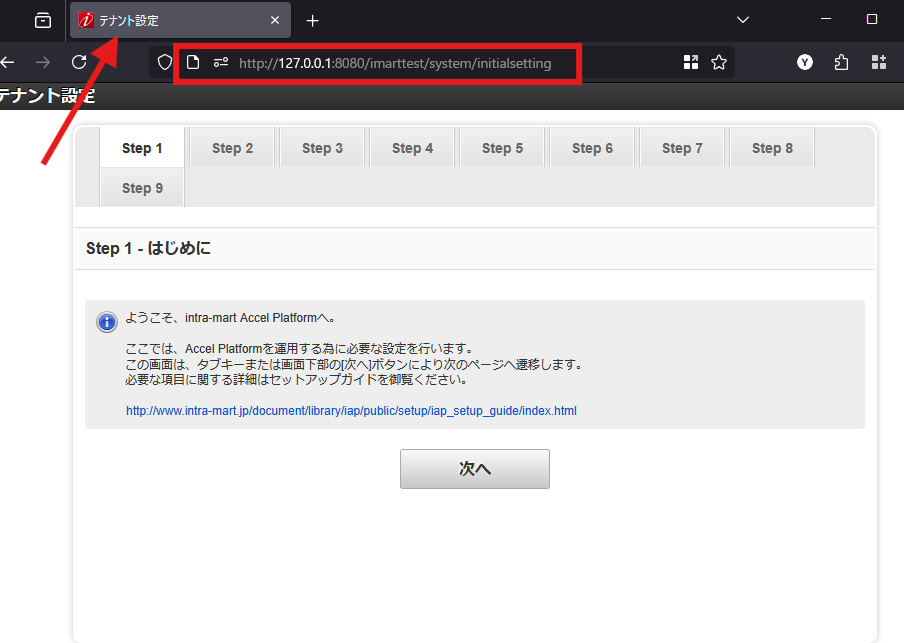 テナント設定
http://127.0.0.1:8080/imarttest/system/initialsetting
Y
テナント設定
Step 1
Step 2
Step 3
Step 4
Step 5
Step 6
Step 7
Step 8
Step 9
Step 1 - はじめに
ようこそ、intra-mart Accel Platformへ。
ここでは、Accel Platformを運用する為に必要な設定を行います。
この画面は、タブキーまたは画面下部の[次へ]ボタンにより次のページへ遷移します。
必要な項目に関する詳細はセットアップガイドを御覧ください。
http://www.intra-mart.jp/document/library/iap/public/setup/iap_setup_guide/index.html
次へ